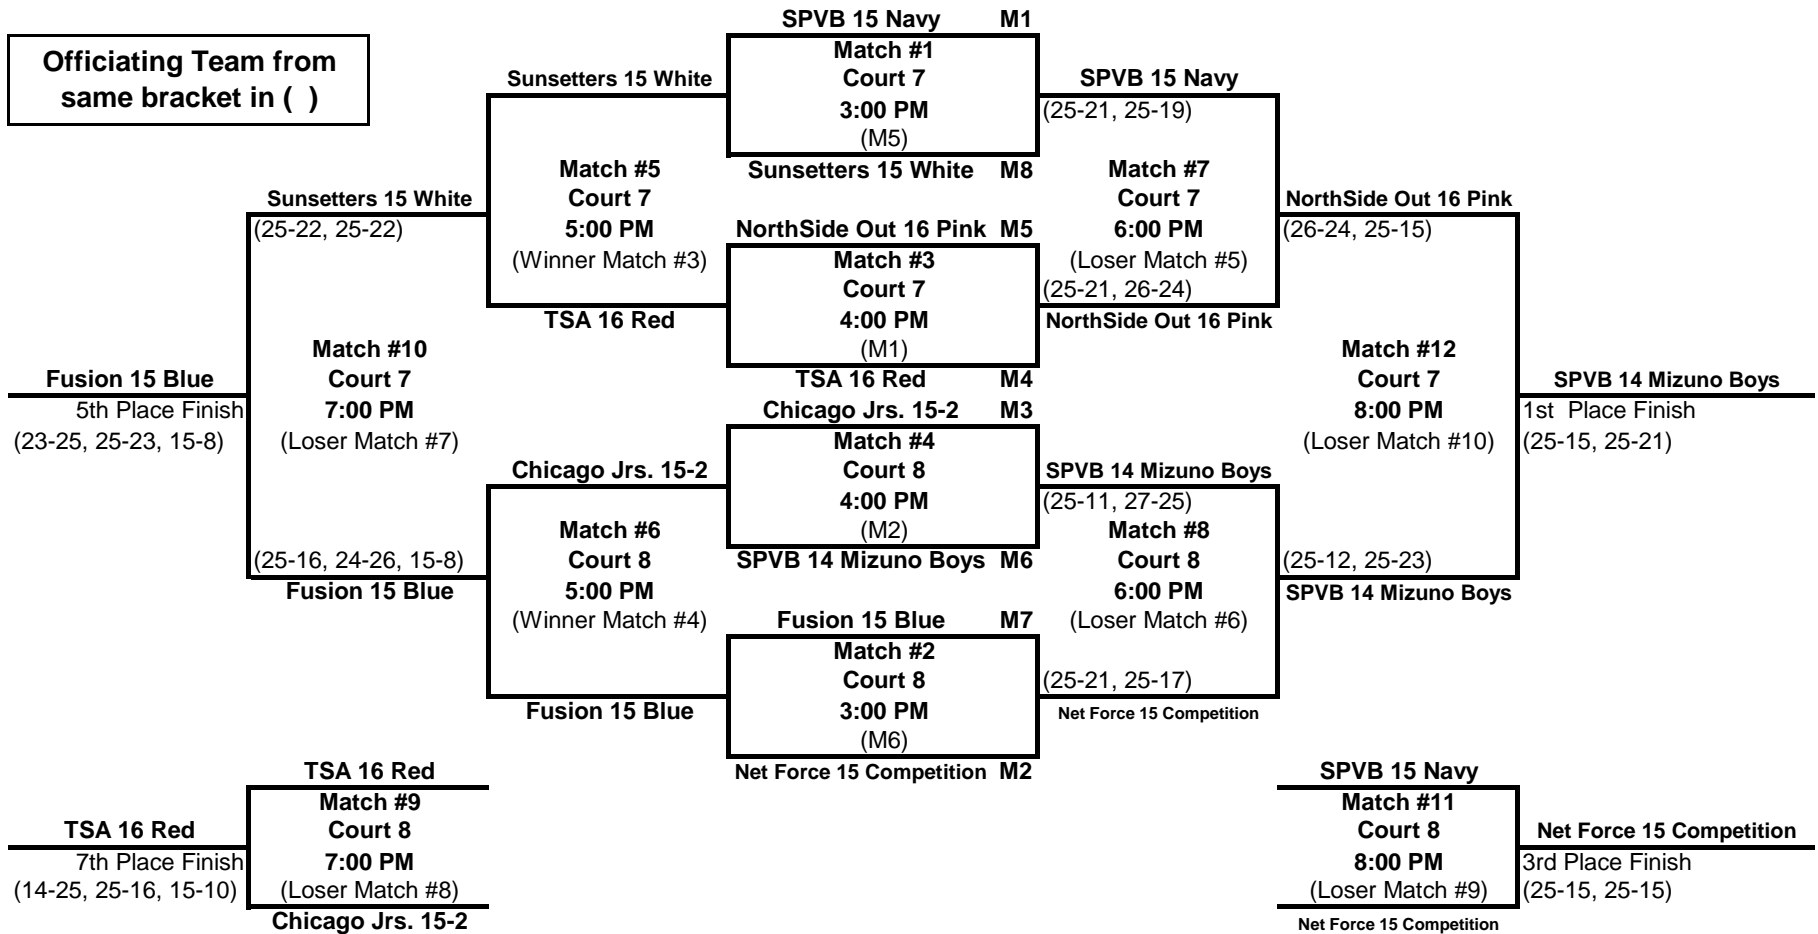 SPVB 15 Navy M1
Officiating Team from
same bracket in ( )
Sunsetters 15 White
Match #1
Court 7
3:00 PM
(M5)
SPVB 15 Navy
(25-21, 25-19)
Sunsetters 15 White M8
Match #5
Court 7
5:00 PM
(Winner Match #3)
Match #7
Court 7
6:00 PM
(Loser Match #5)
Sunsetters 15 White
(25-22, 25-22)
NorthSide Out 16 Pink
(26-24, 25-15)
NorthSide Out 16 Pink M5
Match #3
Court 7
4:00 PM
(M1)
(25-21, 26-24)
NorthSide Out 16 Pink
TSA 16 Red
TSA 16 Red M4
Match #10
Court 7
7:00 PM
(Loser Match #7)
Fusion 15 Blue
5th Place Finish
(23-25, 25-23, 15-8)
Match #12
Court 7
8:00 PM
(Loser Match #10)
SPVB 14 Mizuno Boys
1st Place Finish
(25-15, 25-21)
Chicago Jrs. 15-2 M3
Match #4
Court 8
4:00 PM
(M2)
Chicago Jrs. 15-2
SPVB 14 Mizuno Boys
(25-11, 27-25)
SPVB 14 Mizuno Boys M6
Match #6
Court 8
5:00 PM
(Winner Match #4)
Match #8
Court 8
6:00 PM
(Loser Match #6)
(25-16, 24-26, 15-8)
Fusion 15 Blue
(25-12, 25-23)
SPVB 14 Mizuno Boys
Fusion 15 Blue M7
Match #2
Court 8
3:00 PM
(M6)
Fusion 15 Blue
(25-21, 25-17)
Net Force 15 Competition
Net Force 15 Competition M2
TSA 16 Red
Match #9
Court 8
7:00 PM
(Loser Match #8)
Chicago Jrs. 15-2
TSA 16 Red
7th Place Finish
(14-25, 25-16, 15-10)
SPVB 15 Navy
Match #11
Court 8
8:00 PM
(Loser Match #9)
Net Force 15 Competition
Net Force 15 Competition
3rd Place Finish
(25-15, 25-15)